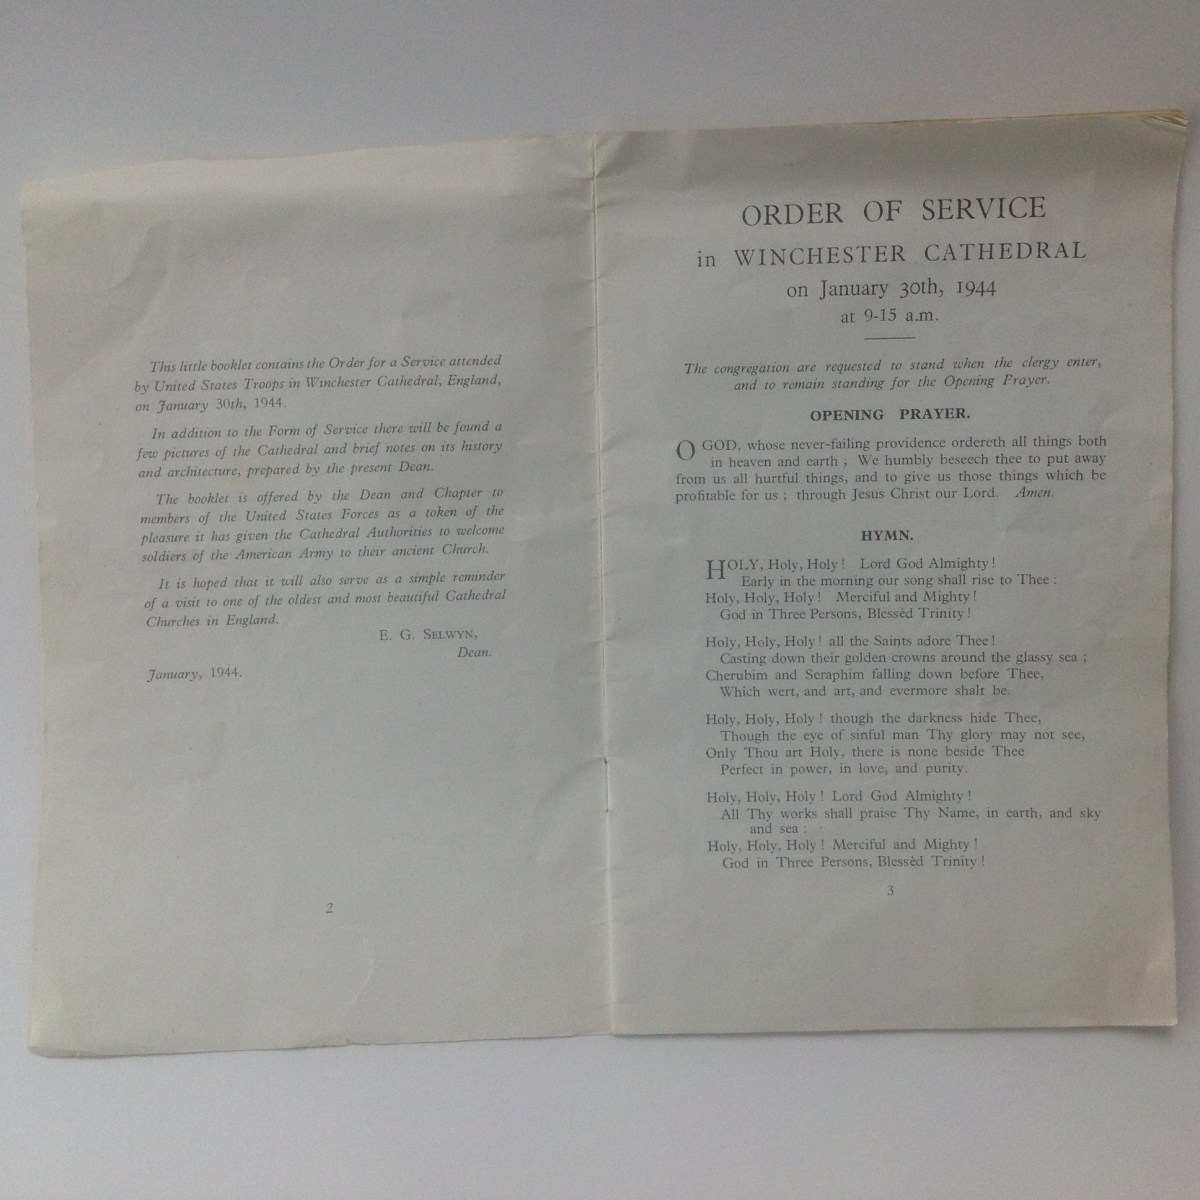 This little booklet contains the Order for a Service attended
by United States Troops in Winchester Cathedral, England,
on January 30th, 1944.
In addition to the Form of Service there will be found a
few pictures of the Cathedral and brief notes on its history
and architecture, prepared by the present Dean.
The booklet is offered by the Dean and Chapter to
members of the United States Forces as a token of the
pleasure it has given the Cathedral Authorities to welcome
soldiers of the American Army to their ancient Church.
It is hoped that it will also serve as a simple reminder
of a visit to one of the oldest and most beautiful Cathedral
Churches in England.
E. G. SELWYN,
Dean.
January, 1944.
2
ORDER OF SERVICE
in WINCHESTER CATHEDRAL
on January 30th, 1944
at 9-15 a.m.
The congregation are requested to stand when the clergy enter,
and to remain standing for the Opening Prayer.
OPENING PRAYER.
O GOD, whose never-failing providence ordereth all things both
in heaven and earth ; We humbly beseech thee to put away
from us all hurtful things, and to give us those things which be
profitable for us ; through Jesus Christ our Lord. Amen.
HYMN.
HOLY, Holy, Holy ! Lord God Almighty !
Early in the morning our song shall rise to Thee :
Holy, Holy, Holy ! Merciful and Mighty !
God in Three Persons, Blessèd Trinity !
Holy, Holy, Holy ! all the Saints adore Thee !
Casting down their golden crowns around the glassy sea ;
Cherubim and Seraphim falling down before Thee,
Which wert, and art, and evermore shalt be.
Holy, Holy, Holy ! though the darkness hide Thee,
Though the eye of sinful man Thy glory may not see,
Only Thou art Holy, there is none beside Thee
Perfect in power, in love, and purity.
Holy, Holy, Holy ! Lord God Almighty !
All Thy works shall praise Thy Name, in earth, and sky
and sea :
Holy, Holy, Holy ! Merciful and Mighty !
God in Three Persons, Blessèd Trinity !
3